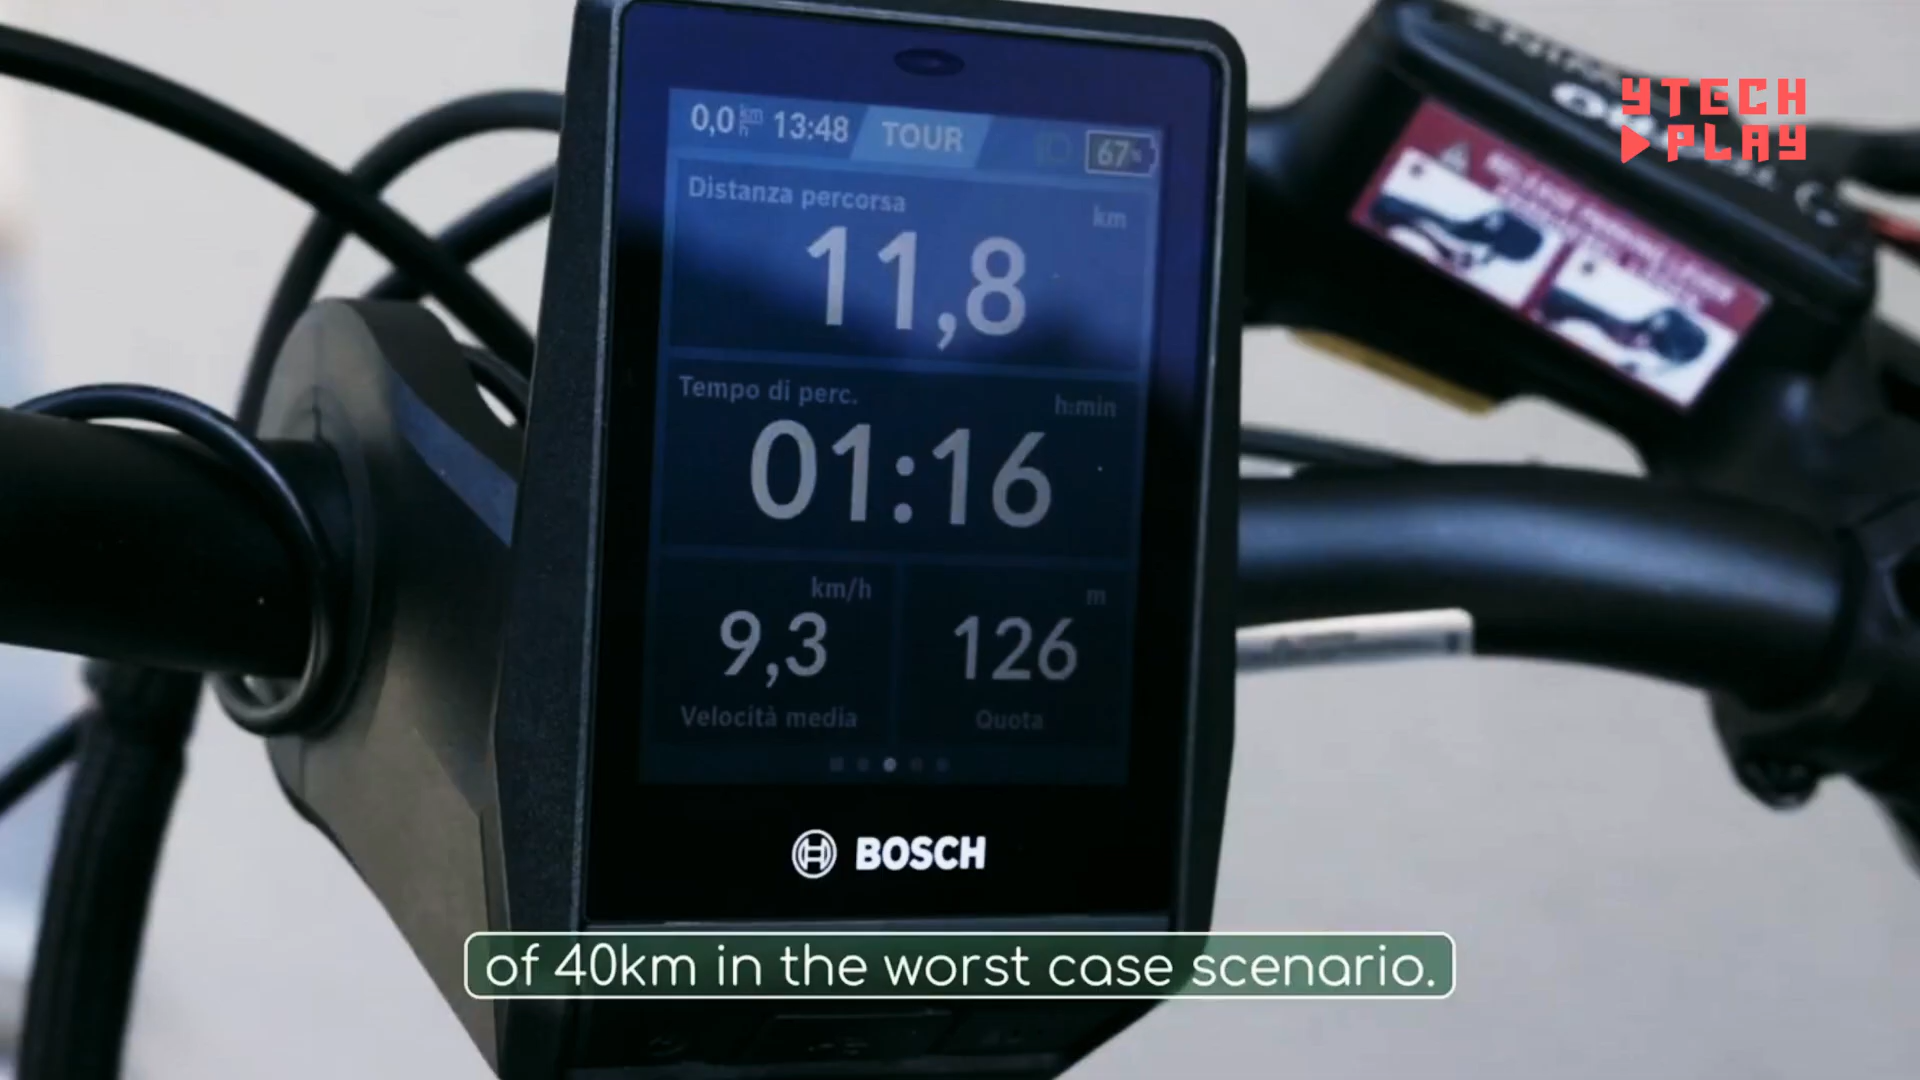 YTECH
PLAY
0,0 km/h 13:48 TOUR 67%
Distanza percorsa
km
11,8
Tempo di perc.
h:min
01:16
km/h
9,3
Velocità media
m
126
Quota
BOSCH
of 40km in the worst case scenario.